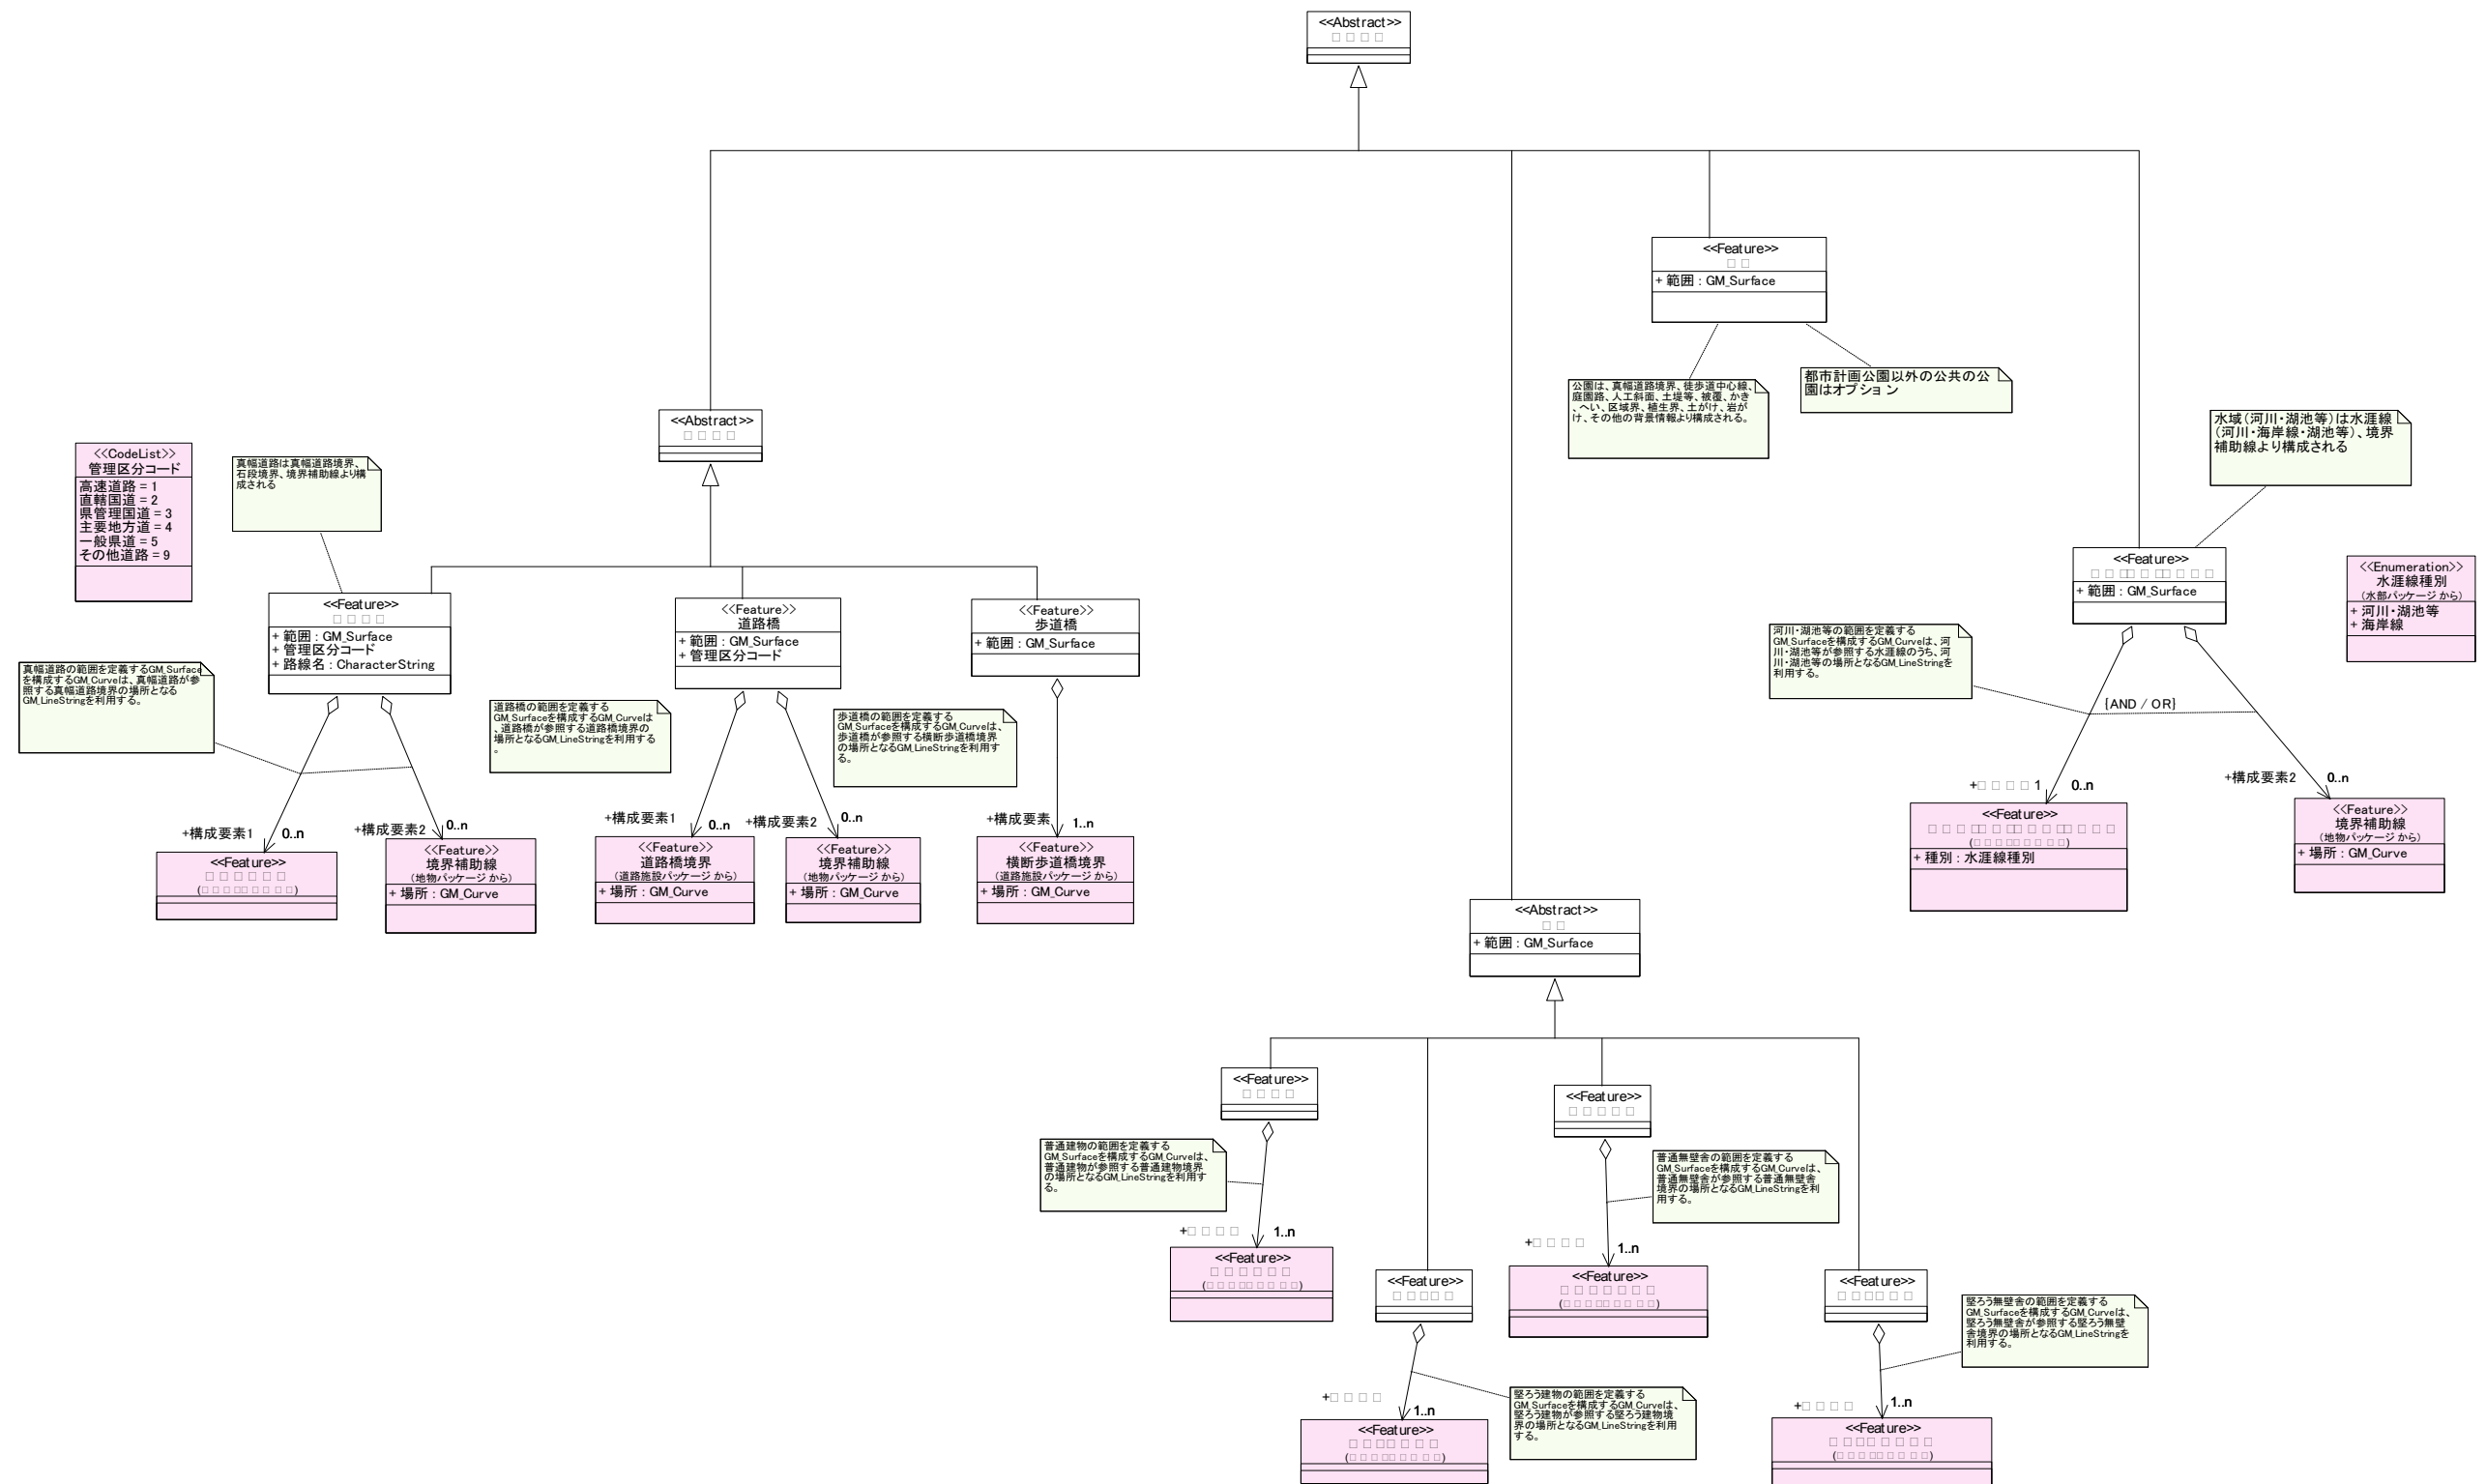 <<Abstract>>
<<Feature>>
+ 範囲 : GM_Surface
公園は、真幅道路境界、徒歩道中心線、
庭園路、人工斜面、土堤等、被覆、かき
、へい、区域界、植生界、土がけ、岩が
け、その他の背景情報より構成される。
都市計画公園以外の公共の公
園はオプション
<<Abstract>>
水域(河川・湖池等)は水涯線
(河川・海岸線・湖池等)、境界
補助線より構成される
<<CodeList>>
管理区分コード
高速道路 = 1
直轄国道 = 2
県管理国道 = 3
主要地方道 = 4
一般県道 = 5
その他道路 = 9
真幅道路は真幅道路境界、
石段境界、境界補助線より構
成される
<<Feature>>
+ 範囲 : GM_Surface
+ 管理区分コード
+ 路線名 : CharacterString
<<Feature>>
道路橋
+ 範囲 : GM_Surface
+ 管理区分コード
<<Feature>>
歩道橋
+ 範囲 : GM_Surface
<<Feature>>
+ 範囲 : GM_Surface
<<Enumeration>>
水涯線種別
(水部パッケージから)
+ 河川・湖池等
+ 海岸線
真幅道路の範囲を定義するGM_Surface
を構成するGM_Curveは、真幅道路が参
照する真幅道路境界の場所となる
GM_LineStringを利用する。
道路橋の範囲を定義する
GM_Surfaceを構成するGM_Curveは
、道路橋が参照する道路橋境界の
場所となるGM_LineStringを利用する
。
歩道橋の範囲を定義する
GM_Surfaceを構成するGM_Curveは、
歩道橋が参照する横断歩道橋境界
の場所となるGM_LineStringを利用す
る。
河川・湖池等の範囲を定義する
GM_Surfaceを構成するGM_Curveは、河
川・湖池等が参照する水涯線のうち、河
川・湖池等の場所となるGM_LineStringを
利用する。
{AND / OR}
+構成要素1
0..n
+構成要素2
0..n
+構成要素1
0..n
+構成要素2
0..n
+構成要素
1..n
1
0..n
+構成要素2
0..n
<<Feature>>
<<Feature>>
境界補助線
(地物パッケージから)
+ 場所 : GM_Curve
<<Feature>>
道路橋境界
(道路施設パッケージから)
+ 場所 : GM_Curve
<<Feature>>
境界補助線
(地物パッケージから)
+ 場所 : GM_Curve
<<Feature>>
横断歩道橋境界
(道路施設パッケージから)
+ 場所 : GM_Curve
<<Feature>>
+ 種別 : 水涯線種別
<<Feature>>
境界補助線
(地物パッケージから)
+ 場所 : GM_Curve
<<Abstract>>
+ 範囲 : GM_Surface
<<Feature>>
<<Feature>>
普通建物の範囲を定義する
GM_Surfaceを構成するGM_Curveは、
普通建物が参照する普通建物境界
の場所となるGM_LineStringを利用す
る。
普通無壁舎の範囲を定義する
GM_Surfaceを構成するGM_Curveは、
普通無壁舎が参照する普通無壁舎
境界の場所となるGM_LineStringを利
用する。
1..n
1..n
<<Feature>>
<<Feature>>
<<Feature>>
<<Feature>>
堅ろう無壁舎の範囲を定義する
GM_Surfaceを構成するGM_Curveは、
堅ろう無壁舎が参照する堅ろう無壁
舎境界の場所となるGM_LineStringを
利用する。
堅ろう建物の範囲を定義する
GM_Surfaceを構成するGM_Curveは、
堅ろう建物が参照する堅ろう建物境
界の場所となるGM_LineStringを利用
する。
1..n
1..n
<<Feature>>
<<Feature>>